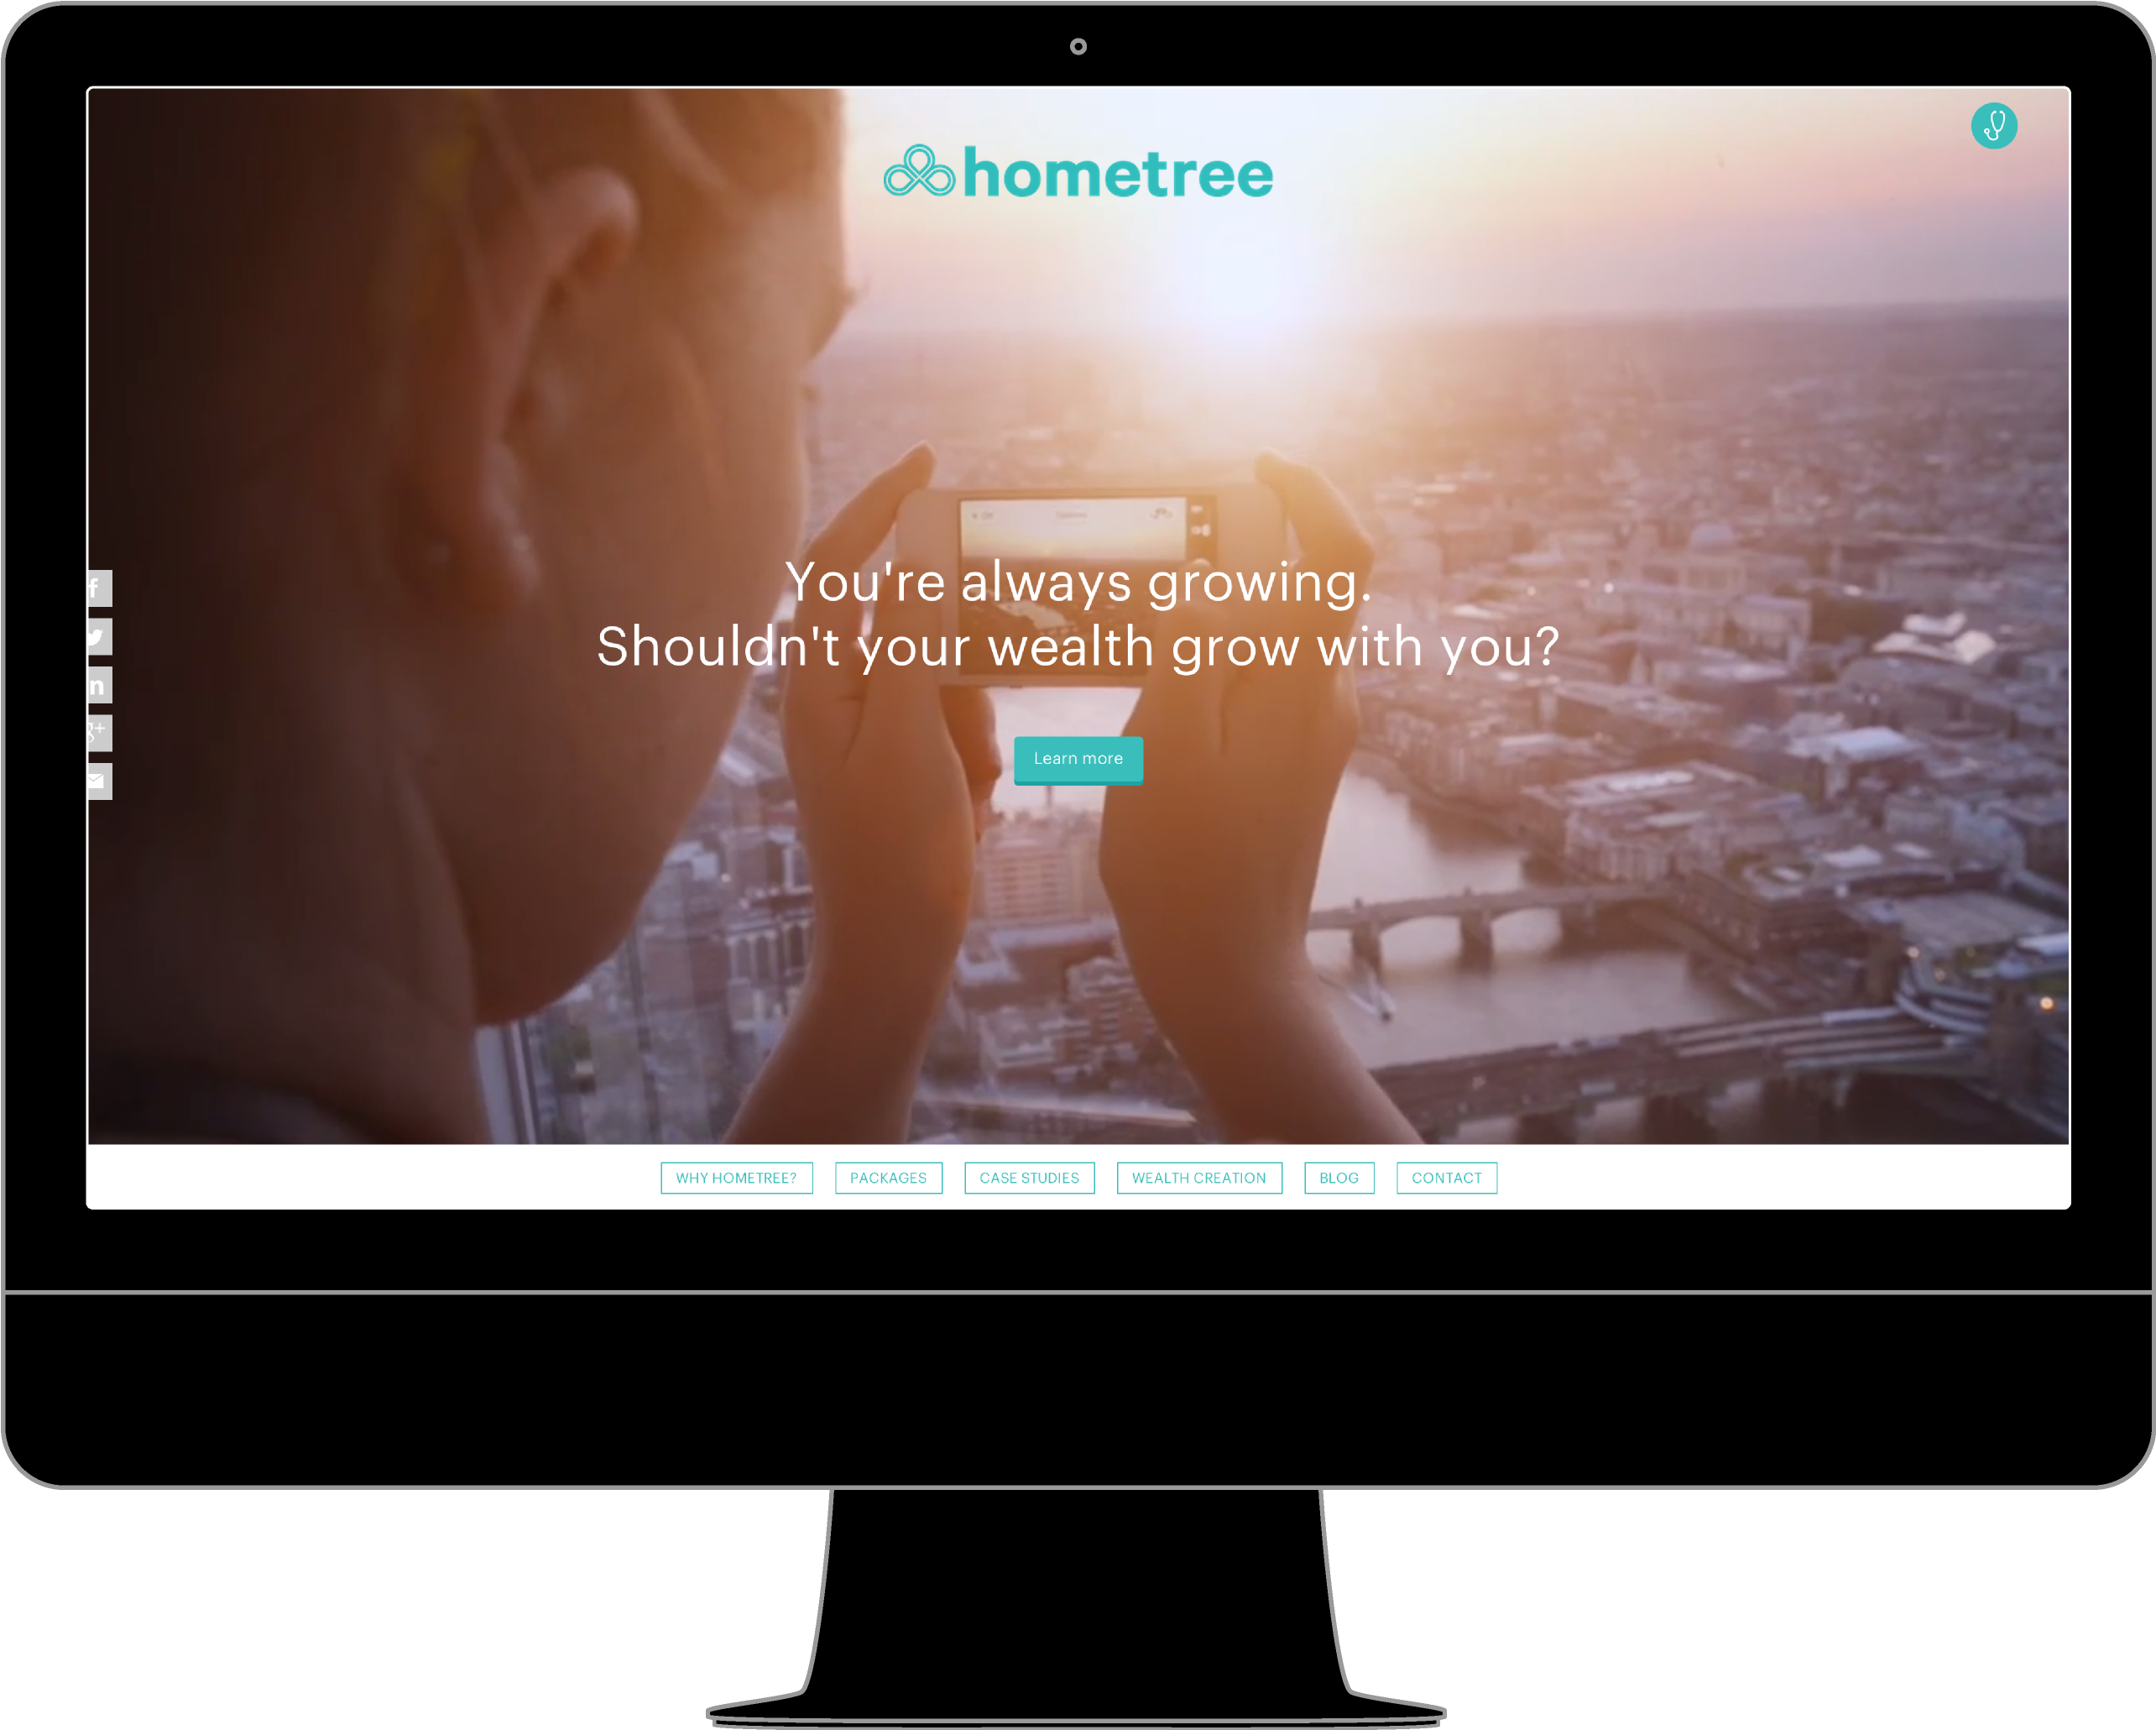 hometree
You're always growing.
Shouldn't your wealth grow with you?
Learn more
WHY HOMETREE? PACKAGES CASE STUDIES WEALTH CREATION BLOG CONTACT